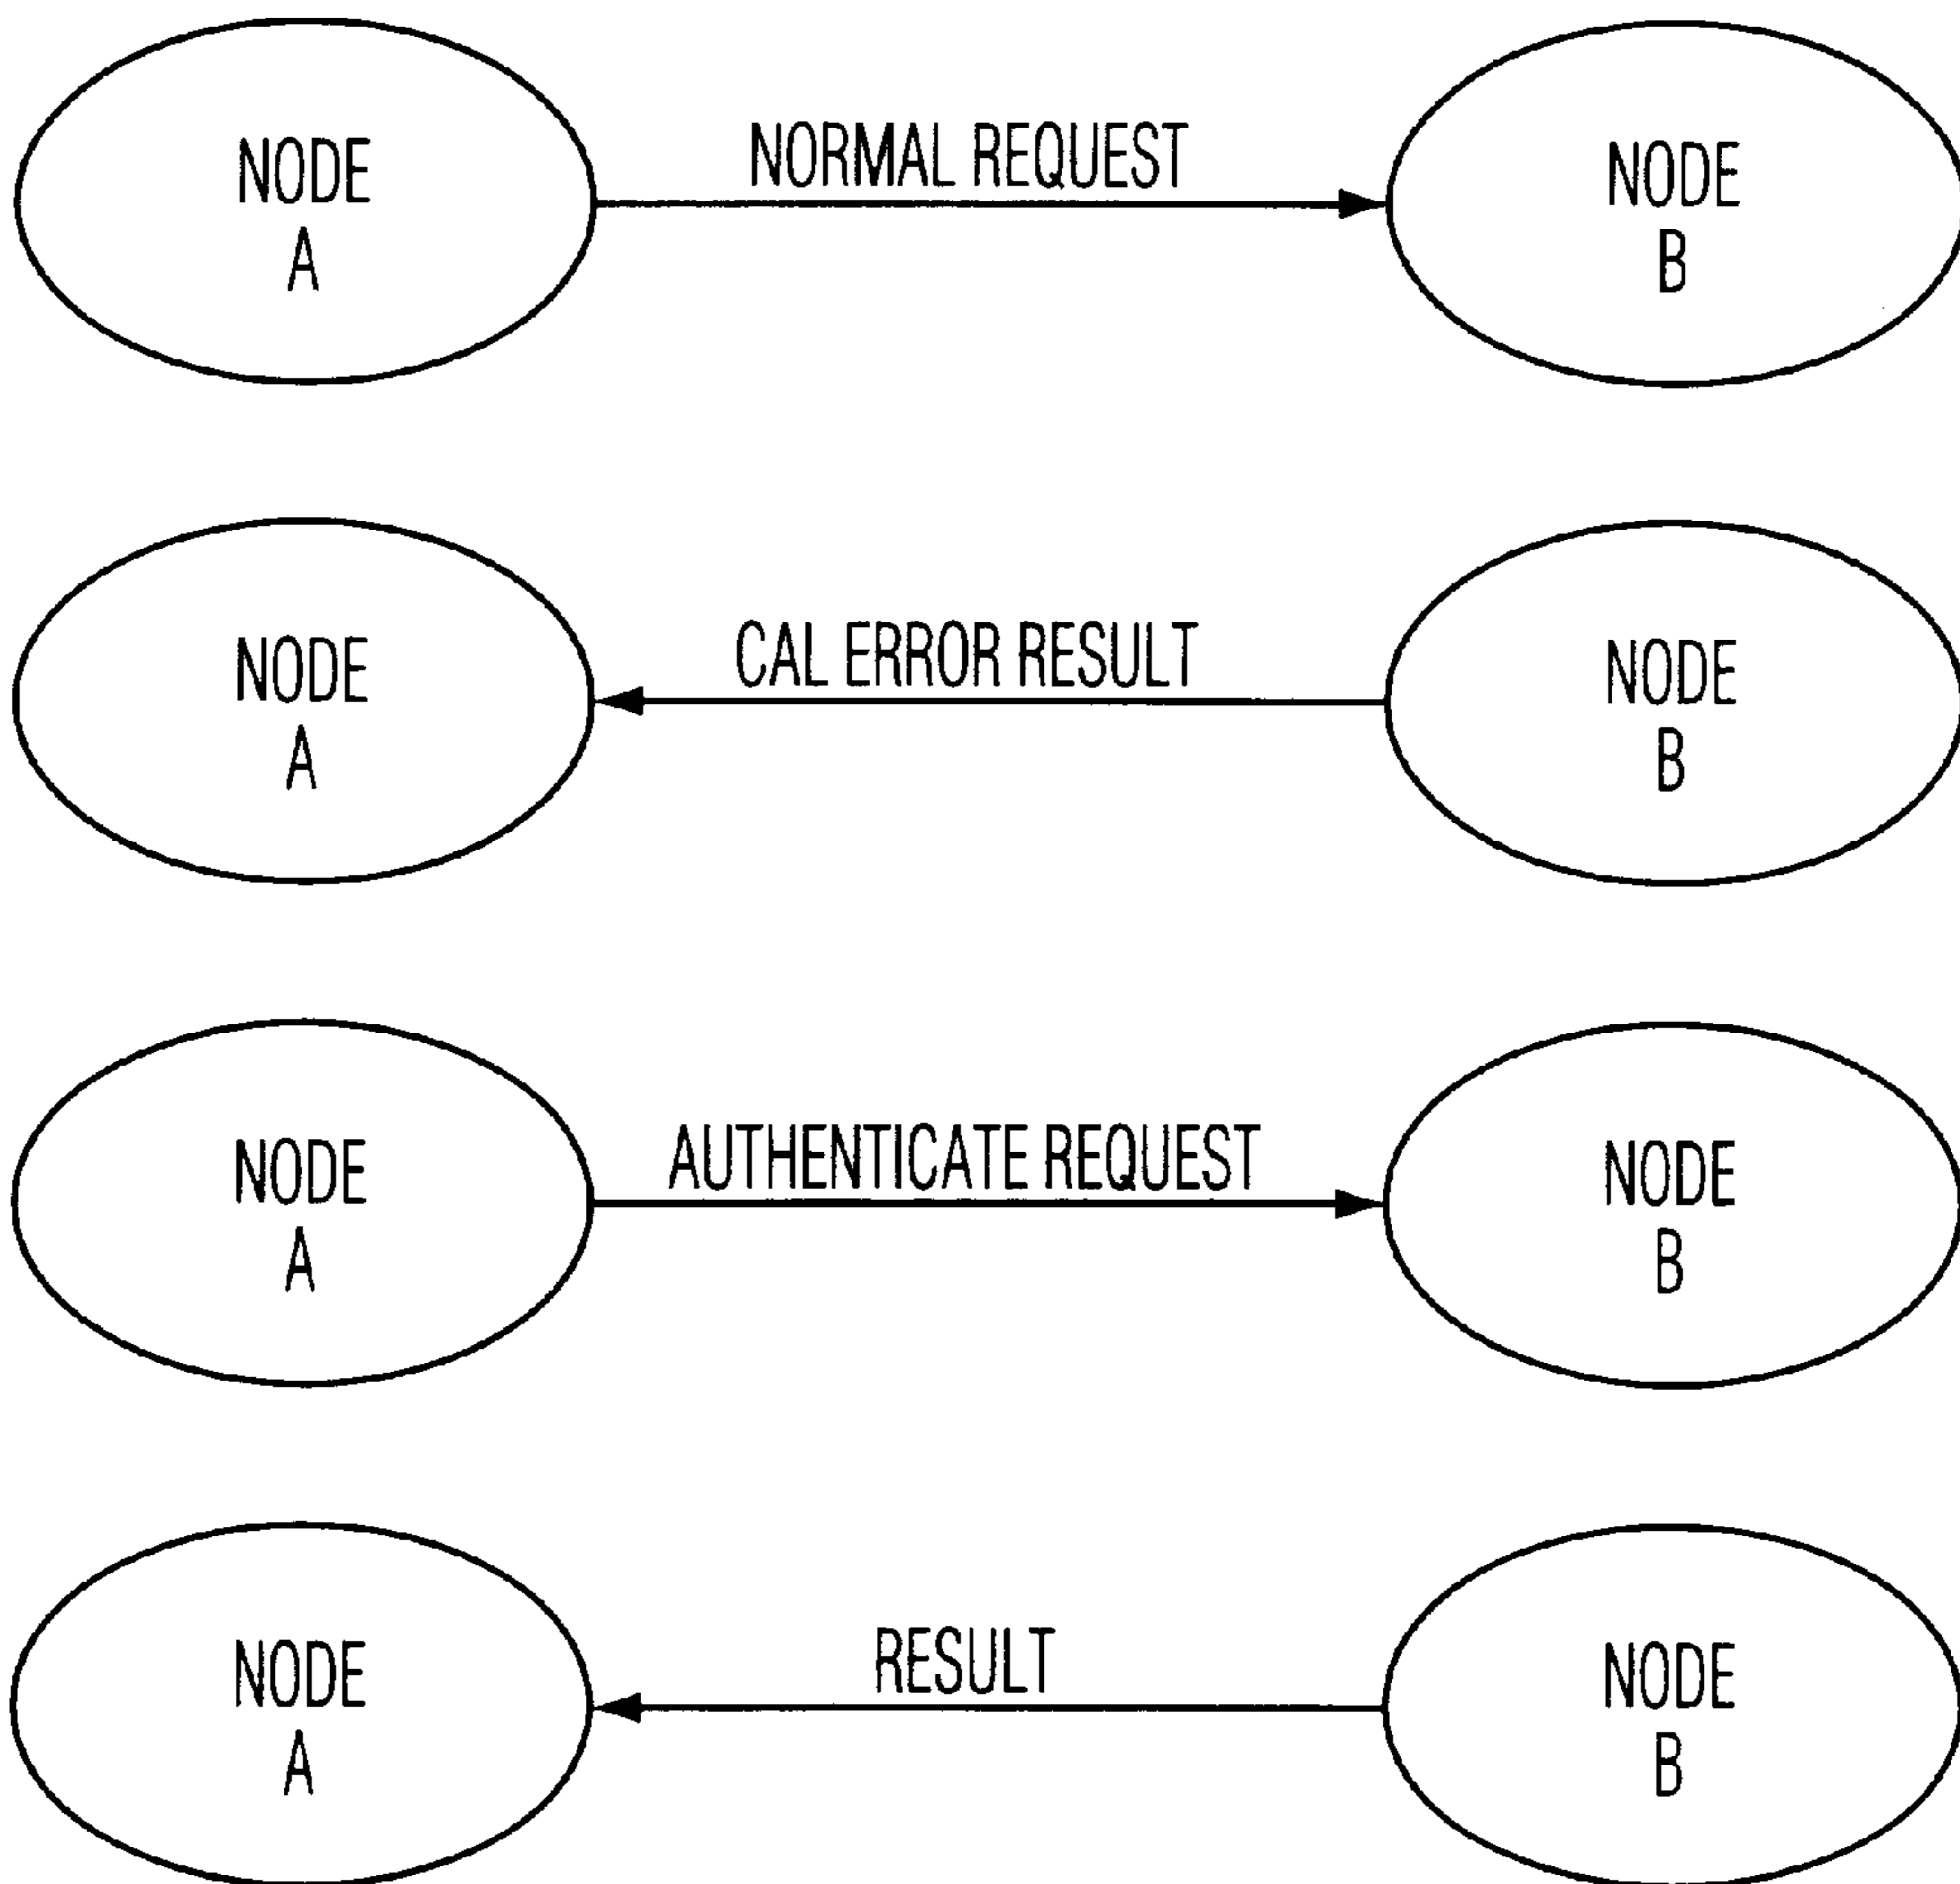 NODE
A
NORMAL REQUEST
NODE
B
NODE
A
CAL ERROR RESULT
NODE
B
NODE
A
AUTHENTICATE REQUEST
NODE
B
NODE
A
RESULT
NODE
B